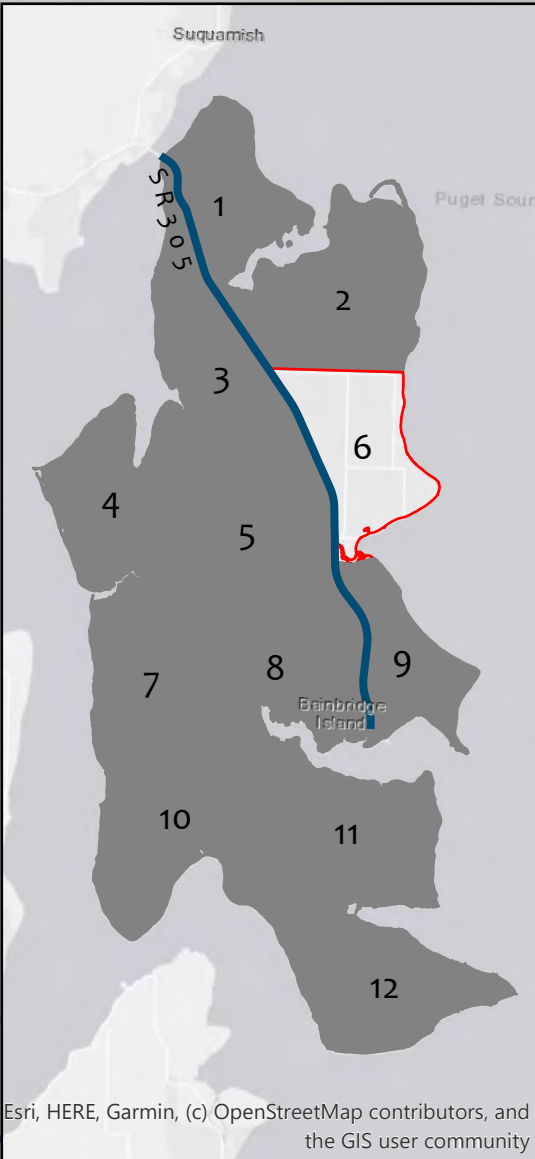 Suquamish
SR305
1
Puget Soun
2
3
6
4
5
9
8
7
Bainbridge
Island
10
11
12
Esri, HERE, Garmin, (c) OpenStreetMap contributors, and
the GIS user community